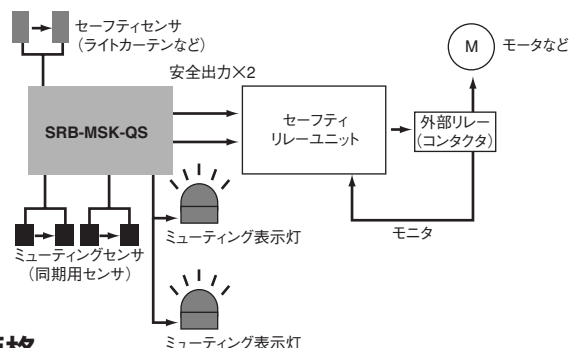 セーフティセンサ
（ライトカーテンなど）
安全出力×2
SRB-MSK-QS
セーフティ
リレーユニット
外部リレー
（コンタクタ）
M
モータなど
モニタ
ミューティングセンサ
（同期用センサ）
ミューティング表示灯
ミューティング表示灯